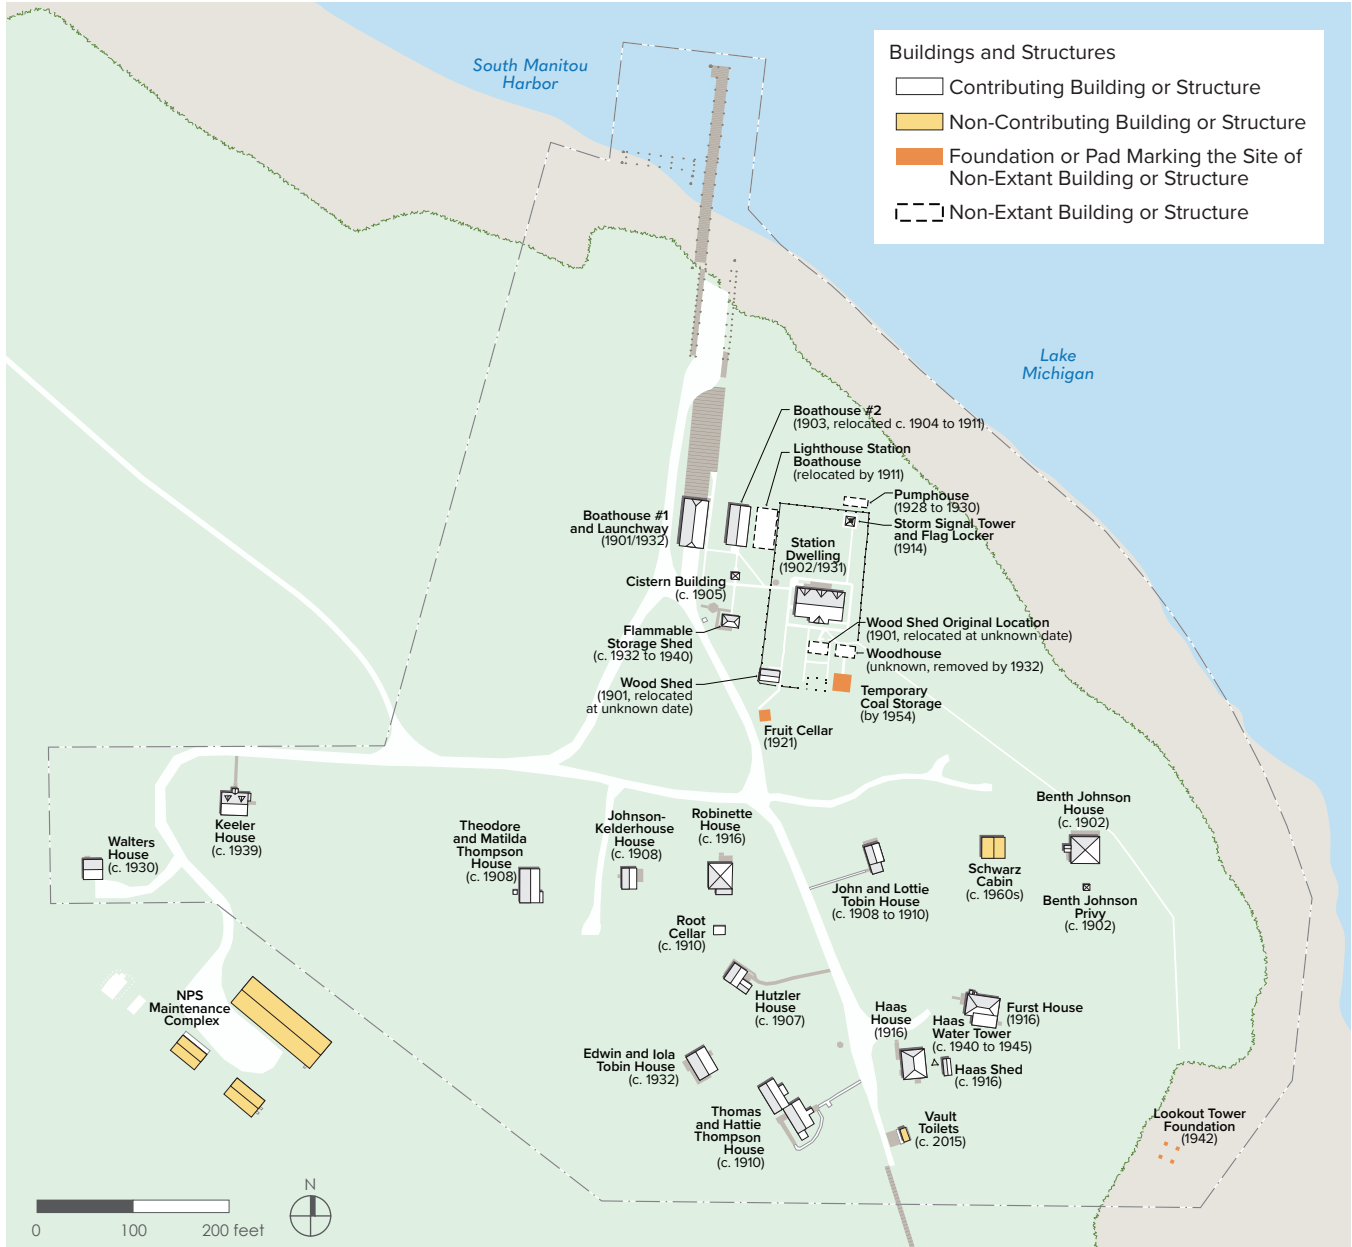 South Manitou
Harbor
Buildings and Structures
Contributing Building or Structure
Non-Contributing Building or Structure
Foundation or Pad Marking the Site of
Non-Extant Building or Structure
Non-Extant Building or Structure
Lake
Michigan
Boathouse #2
(1903, relocated c. 1904 to 1911)
Lighthouse Station
Boathouse
(relocated by 1911)
Pumphouse
(1928 to 1930)
Storm Signal Tower
and Flag Locker
(1914)
Boathouse #1
and Launchway
(1901/1932)
Station
Dwelling
(1902/1931)
Cistern Building
(c. 1905)
Flammable
Storage Shed
(c. 1932 to 1940)
Wood Shed Original Location
(1901, relocated at unknown date)
Woodhouse
(unknown, removed by 1932)
Wood Shed
(1901, relocated
at unknown date)
Temporary
Coal Storage
(by 1954)
Fruit Cellar
(1921)
Keeler
House
(c. 1939)
Walters
House
(c. 1930)
Theodore
and Matilda
Thompson
House
(c. 1908)
Johnson-
Kelderhouse
House
(c. 1908)
Robinette
House
(c. 1916)
Benth Johnson
House
(c. 1902)
John and Lottie
Tobin House
(c. 1908 to 1910)
Schwarz
Cabin
(c. 1960s)
Benth Johnson
Privy
(c. 1902)
Root
Cellar
(c. 1910)
NPS
Maintenance
Complex
Hutzler
House
(c. 1907)
Haas
House
(1916)
Furst House
(1916)
Haas
Water Tower
(c. 1940 to 1945)
Haas Shed
(c. 1916)
Edwin and Iola
Tobin House
(c. 1932)
Thomas
and Hattie
Thompson
House
(c. 1910)
Vault
Toilets
(c. 2015)
Lookout Tower
Foundation
(1942)
N
0 100 200 feet